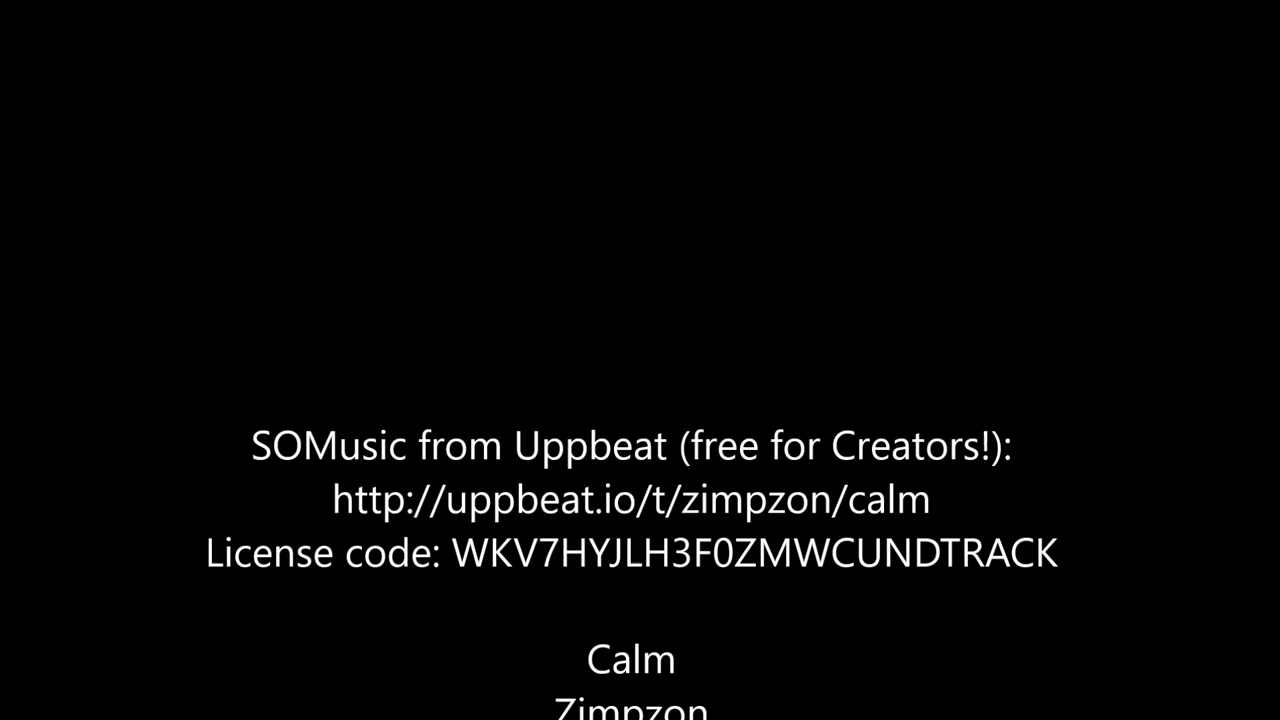 SOMusic from Uppbeat (free for Creators!):
http://uppbeat.io/t/zimpzon/calm
License code: WKV7HYJLH3F0ZMWCUNDTRACK
Calm
Zimpzon